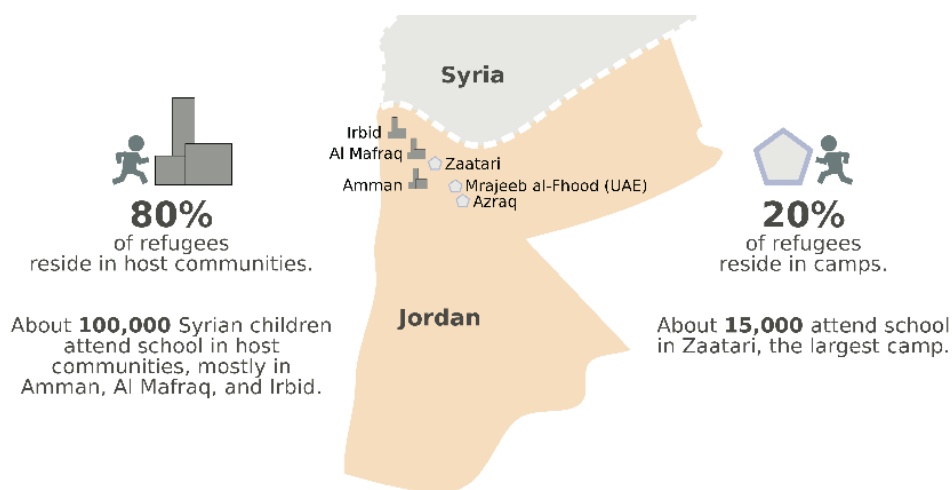 Syria
Irbid
Al Mafraq
Zaatari
Amman
Mrajeeb al-Fhood (UAE)
Azraq
Jordan
80%
of refugees
reside in host communities.
About 100,000 Syrian children
attend school in host
communities, mostly in
Amman, Al Mafraq, and Irbid.
20%
of refugees
reside in camps.
About 15,000 attend school
in Zaatari, the largest camp.